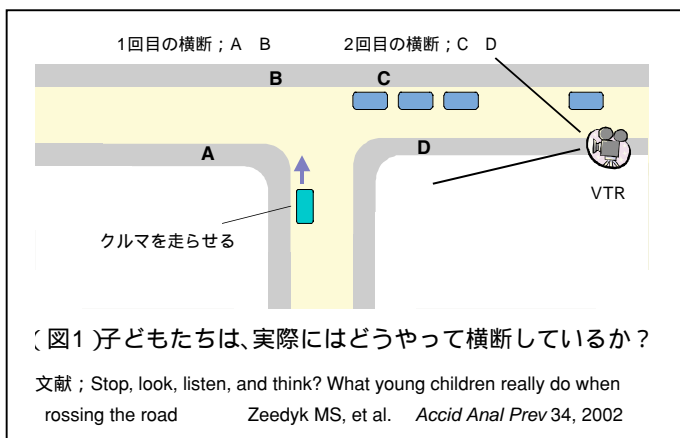 1回目の横断；A B
2回目の横断；C D
B
C
A
D
VTR
クルマを走らせる
(図1)子どもたちは、実際にはどうやって横断しているか？
文献；Stop, look, listen, and think? What young children really do when
rossing the road Zeedyk MS, et al. Accid Anal Prev 34, 2002